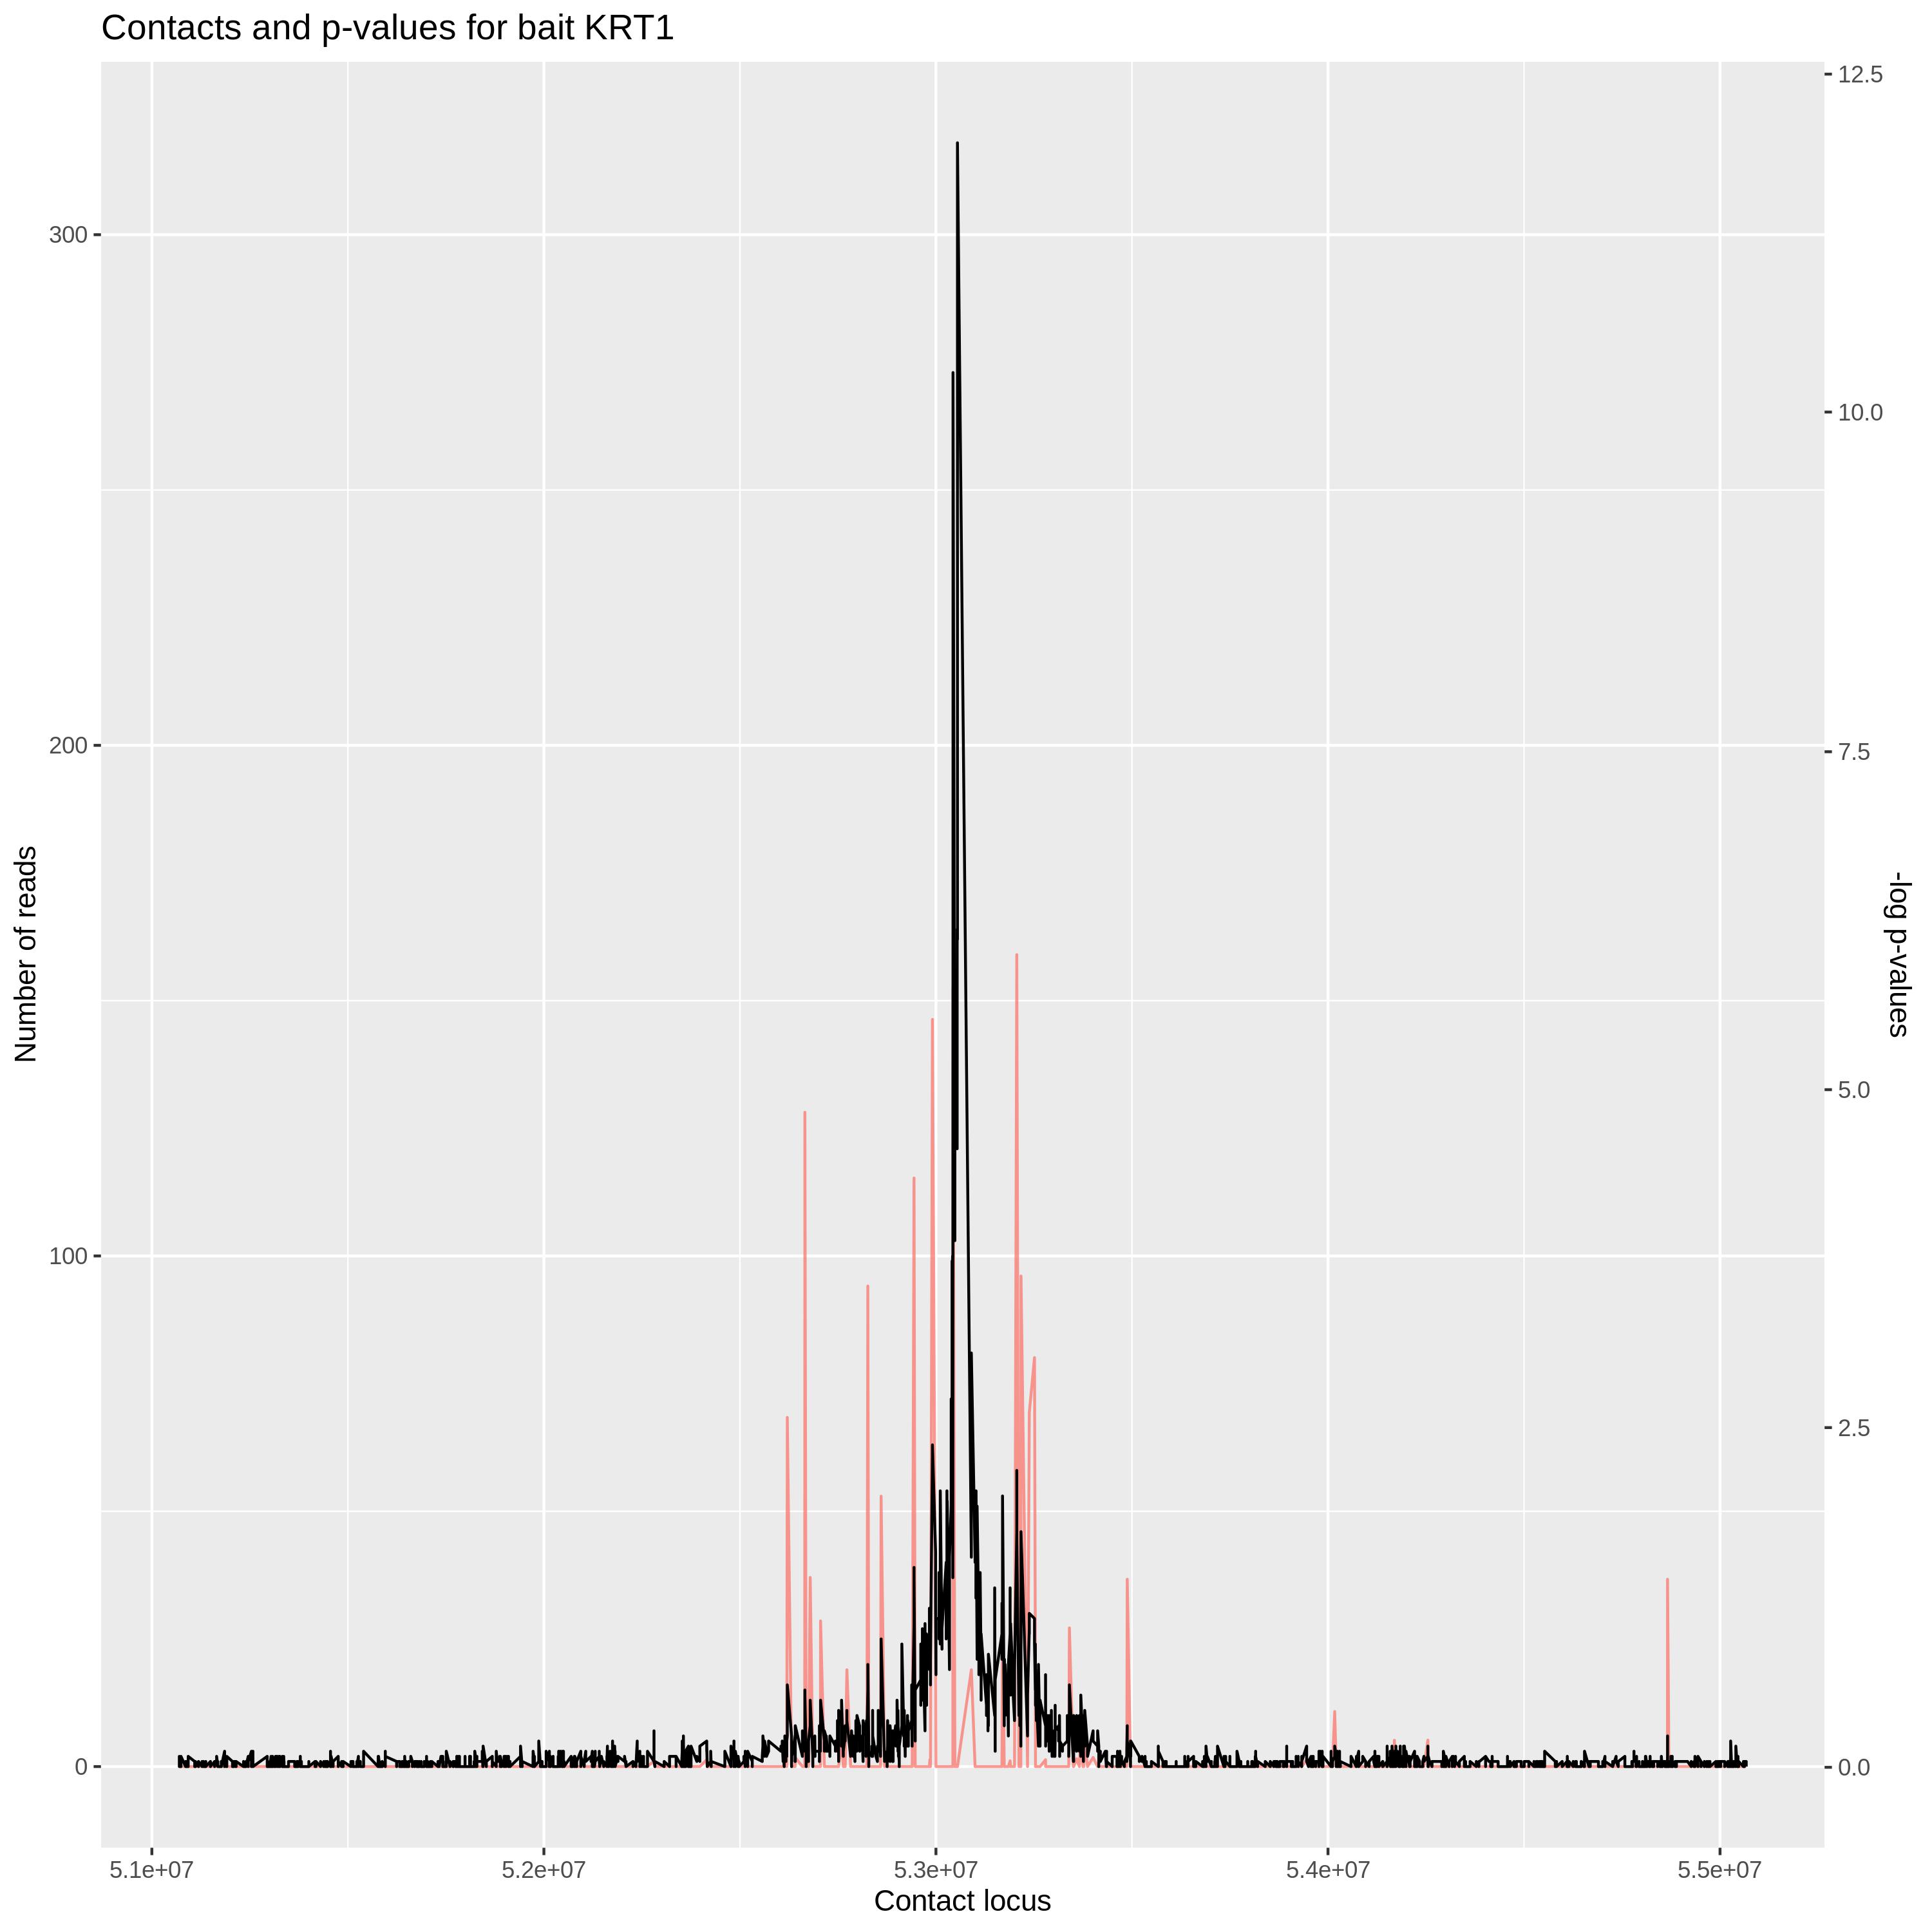 Contacts and p-values for bait KRT1
12.5
300
10.0
200
7.5
Number of reads
-log p-values
5.0
100
2.5
0
0.0
5.1e+07
5.2e+07
5.3e+07
5.4e+07
5.5e+07
Contact locus